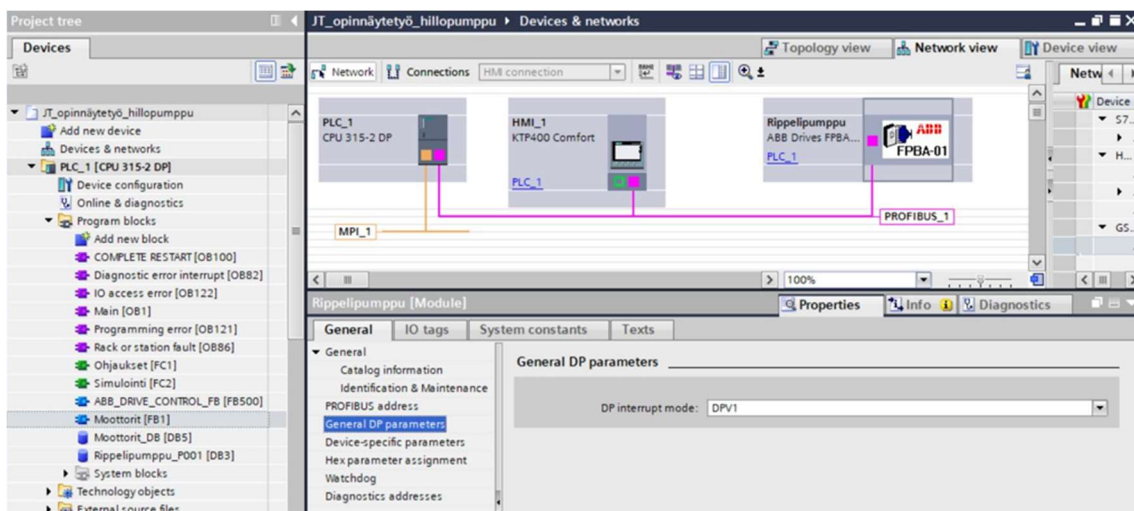 Project tree
Devices
JT_opinnäytetyö_hillopumppu
Add new device
Devices & networks
PLC_1 [CPU 315-2 DP]
Device configuration
Online & diagnostics
Program blocks
Add new block
COMPLETE RESTART [OB100]
Diagnostic error interrupt [OB82]
IO access error [OB122]
Main [OB1]
Programming error [OB121]
Rack or station fault [OB86]
Ohjaukset [FC1]
Simulointi [FC2]
ABB_DRIVE_CONTROL_FB [FB500]
Moottorit [FB1]
Moottorit_DB [DB5]
Rippelipumppu_P001 [DB3]
System blocks
Technology objects
External source files
JT_opinnäytetyö_hillopumppu Devices & networks
Topology view Network view Device view
Network Connections HMI connection
PLC_1
CPU 315-2 DP
HMI_1
KTP400 Comfort
PLC_1
Rippelipumppu
ABB Drives FPBA...
PLC_1
ABB
FPBA-01
MPI_1
PROFIBUS_1
100%
Netw
Device
S7...
H...
GS...
Rippelipumppu [Module]
Properties Info Diagnostics
General IO tags System constants Texts
General
Catalog information
Identification & Maintenance
PROFIBUS address
General DP parameters
Device-specific parameters
Hex parameter assignment
Watchdog
Diagnostics addresses
General DP parameters
DP interrupt mode: DPV1